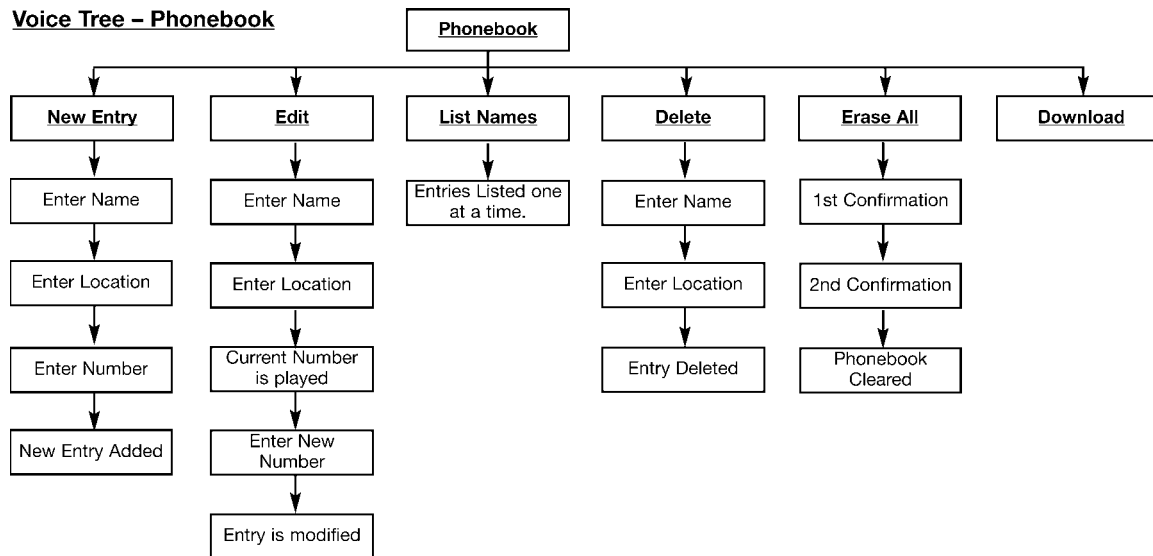 Voice Tree – Phonebook
Phonebook
New Entry
Edit
List Names
Delete
Erase All
Download
Enter Name
Enter Name
Entries Listed one
at a time.
Enter Name
1st Confirmation
Enter Location
Enter Location
Enter Location
2nd Confirmation
Enter Number
Current Number
is played
Entry Deleted
Phonebook
Cleared
New Entry Added
Enter New
Number
Entry is modified